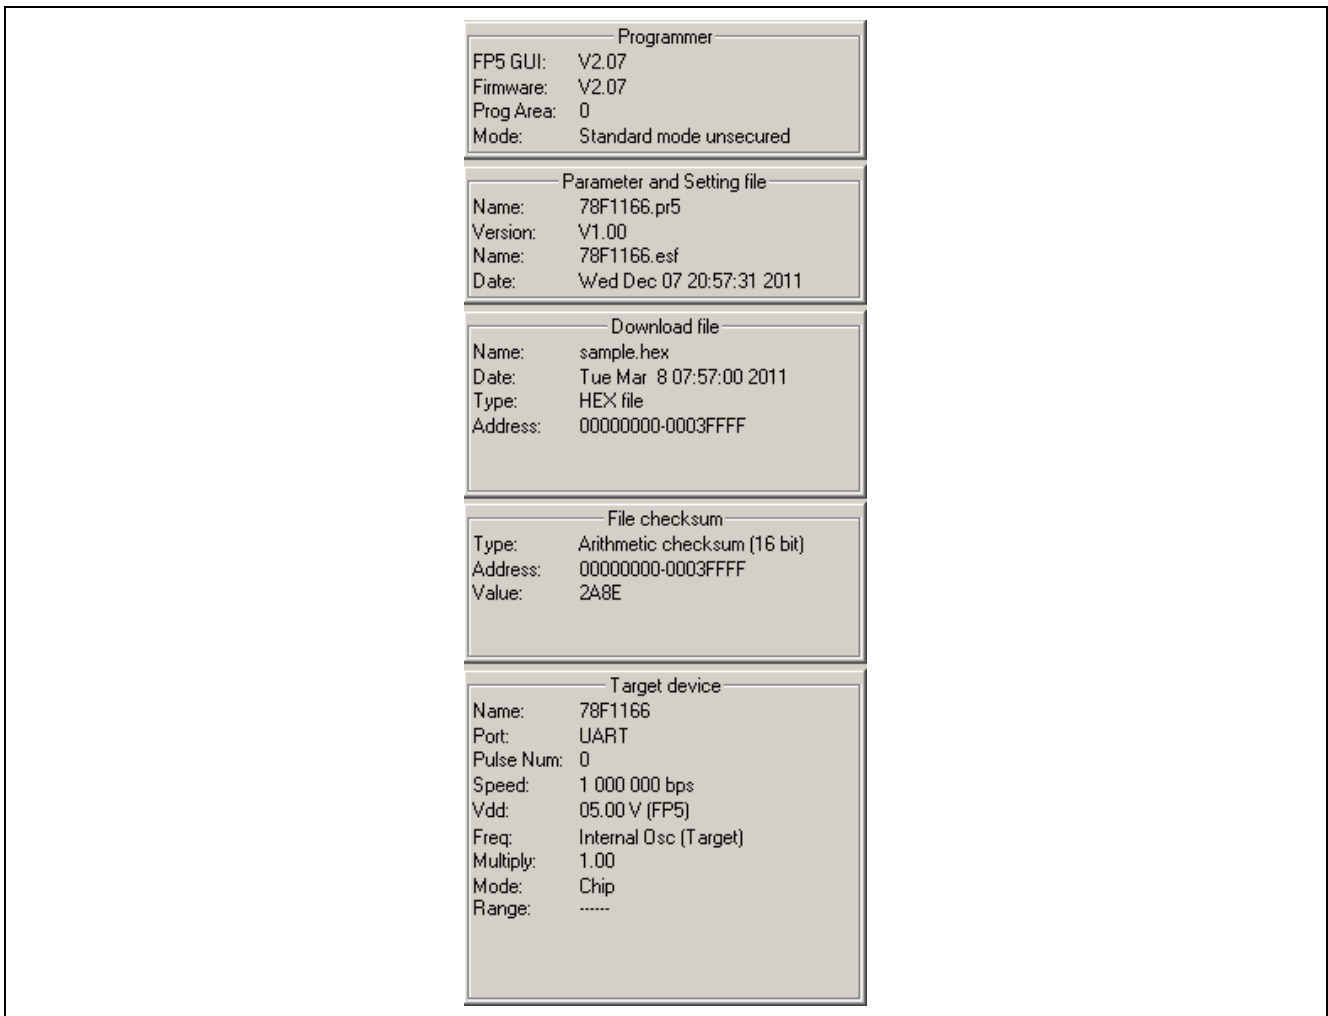 Programmer
FP5 GUI: V2.07
Firmware: V2.07
Prog Area: 0
Mode: Standard mode unsecured
Parameter and Setting file
Name: 78F1166.pr5
Version: V1.00
Name: 78F1166.esf
Date: Wed Dec 07 20:57:31 2011
Download file
Name: sample.hex
Date: Tue Mar 8 07:57:00 2011
Type: HEX file
Address: 00000000-0003FFFF
File checksum
Type: Arithmetic checksum (16 bit)
Address: 00000000-0003FFFF
Value: 2A8E
Target device
Name: 78F1166
Port: UART
Pulse Num: 0
Speed: 1 000 000 bps
Vdd: 05.00 V (FP5)
Freq: Internal Osc (Target)
Multiply: 1.00
Mode: Chip
Range: ------